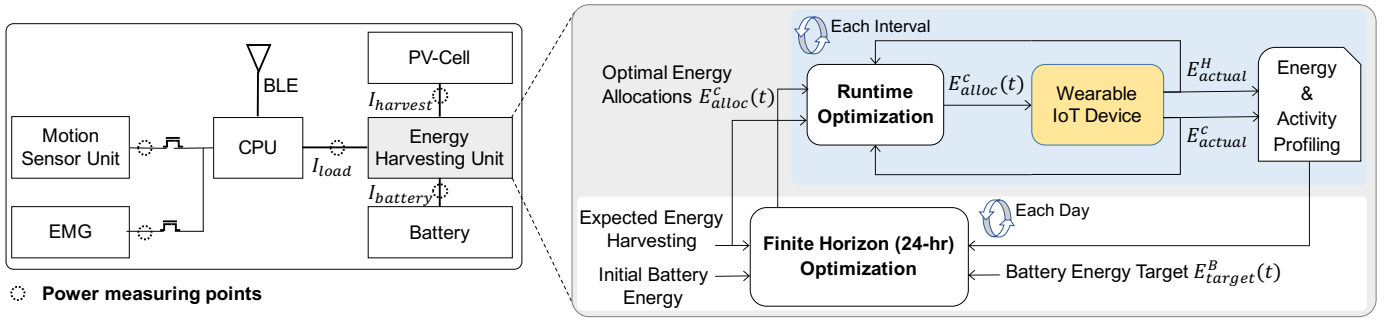 BLE
PV-Cell
I_harvest
Motion
Sensor Unit
CPU
I_load
Energy
Harvesting Unit
I_battery
EMG
Battery
Power measuring points
Each Interval
Optimal Energy
Allocations E^c_alloc(t)
Runtime
Optimization
E^c_alloc(t)
Wearable
IoT Device
E^H_actual
E^c_actual
Energy
&
Activity
Profiling
Each Day
Expected Energy
Harvesting
Initial Battery
Energy
Finite Horizon (24-hr)
Optimization
Battery Energy Target E^B_target(t)